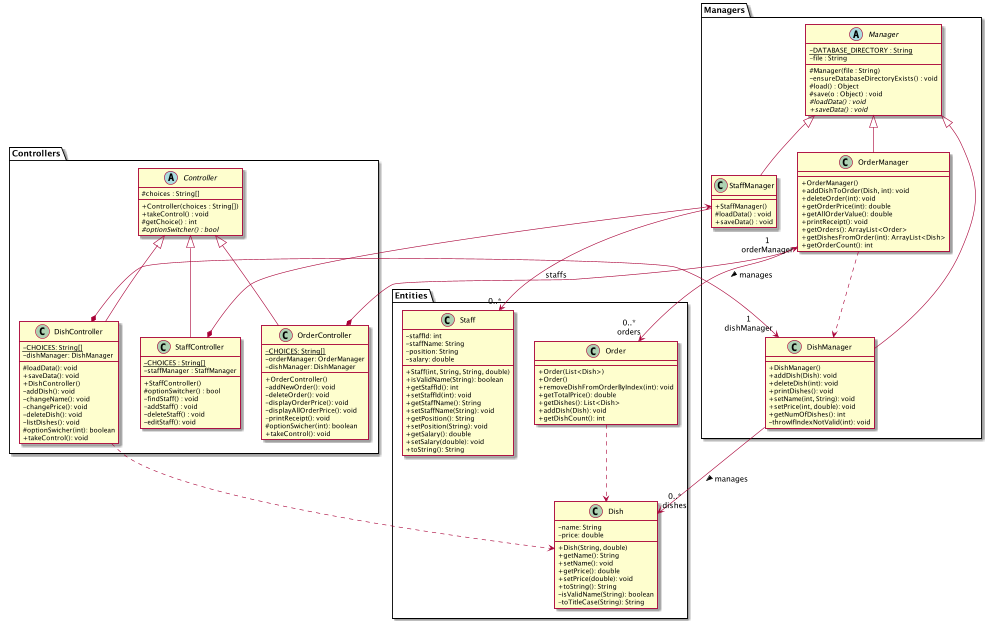 Managers
A Manager
-DATABASE_DIRECTORY : String
-file : String
#Manager(file : String)
-ensureDatabaseDirectoryExists() : void
#load() : Object
#save(o : Object) : void
#loadData() : void
+saveData() : void
C StaffManager
+StaffManager()
#loadData() : void
+saveData() : void
C OrderManager
+OrderManager()
+addDishToOrder(Dish, int): void
+deleteOrder(int): void
+getOrderPrice(int): double
+getAllOrderValue(): double
+printReceipt(): void
+getOrders(): ArrayList<Order>
+getDishesFromOrder(int): ArrayList<Dish>
+getOrderCount(): int
C DishManager
+DishManager()
+addDish(Dish): void
+deleteDish(int): void
+printDishes(): void
+setName(int, String): void
+setPrice(int, double): void
+getNumOfDishes(): int
-throwIfIndexNotValid(int): void
Controllers
A Controller
#choices : String[]
+Controller(choices : String[])
+takeControl() : void
#getChoice() : int
#optionSwitcher() : bool
C DishController
-CHOICES: String[]
-dishManager: DishManager
#loadData(): void
+saveData(): void
+DishController()
-addDish(): void
-changeName(): void
-changePrice(): void
-deleteDish(): void
-listDishes(): void
#optionSwicher(int): boolean
+takeControl(): void
C StaffController
-CHOICES : String[]
-staffManager : StaffManager
+StaffController()
#optionSwitcher() : bool
-findStaff() : void
-addStaff() : void
-deleteStaff() : void
-editStaff() : void
C OrderController
-CHOICES: String[]
-orderManager: OrderManager
-dishManager: DishManager
+OrderController()
-addNewOrder(): void
-deleteOrder(): void
-displayOrderPrice(): void
-displayAllOrderPrice(): void
-printReceipt(): void
#optionSwicher(int): boolean
+takeControl(): void
Entities
C Staff
-staffId: int
-staffName: String
-position: String
-salary: double
+Staff(int, String, String, double)
+isValidName(String): boolean
+getStaffId(): int
+setStaffId(int): void
+getStaffName(): String
+setStaffName(String): void
+getPosition(): String
+setPosition(String): void
+getSalary(): double
+setSalary(double): void
+toString(): String
C Order
+Order(List<Dish>)
+Order()
+removeDishFromOrderByIndex(int): void
+getTotalPrice(): double
+getDishes(): List<Dish>
+addDish(Dish): void
+getDishCount(): int
C Dish
-name: String
-price: double
+Dish(String, double)
+getName(): String
+setName(): void
+getPrice(): double
+setPrice(double): void
+toString(): String
-isValidName(String): boolean
-toTitleCase(String): String
1
orderManager
staffs
0..*
manages
0..*
orders
1
dishManager
manages
0..*
dishes